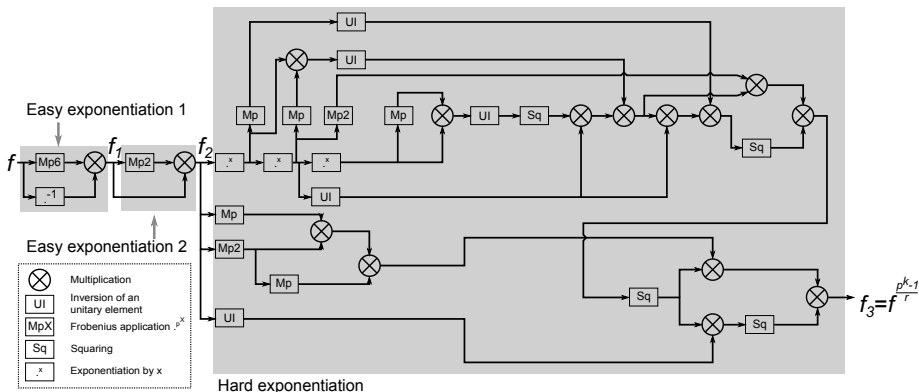 UI
UI
Mp
Mp
Mp2
Mp
UI
Sq
Sq
Easy exponentiation 1
f
Mp6
.-1
f1
Mp2
f2
.x
.x
.x
UI
Easy exponentiation 2
Mp
Mp2
Mp
UI
Sq
Sq
f3=f^(p^k-1)/r
Multiplication
UI Inversion of an
unitary element
MpX Frobenius application .p^X
Sq Squaring
.x Exponentiation by x
Hard exponentiation